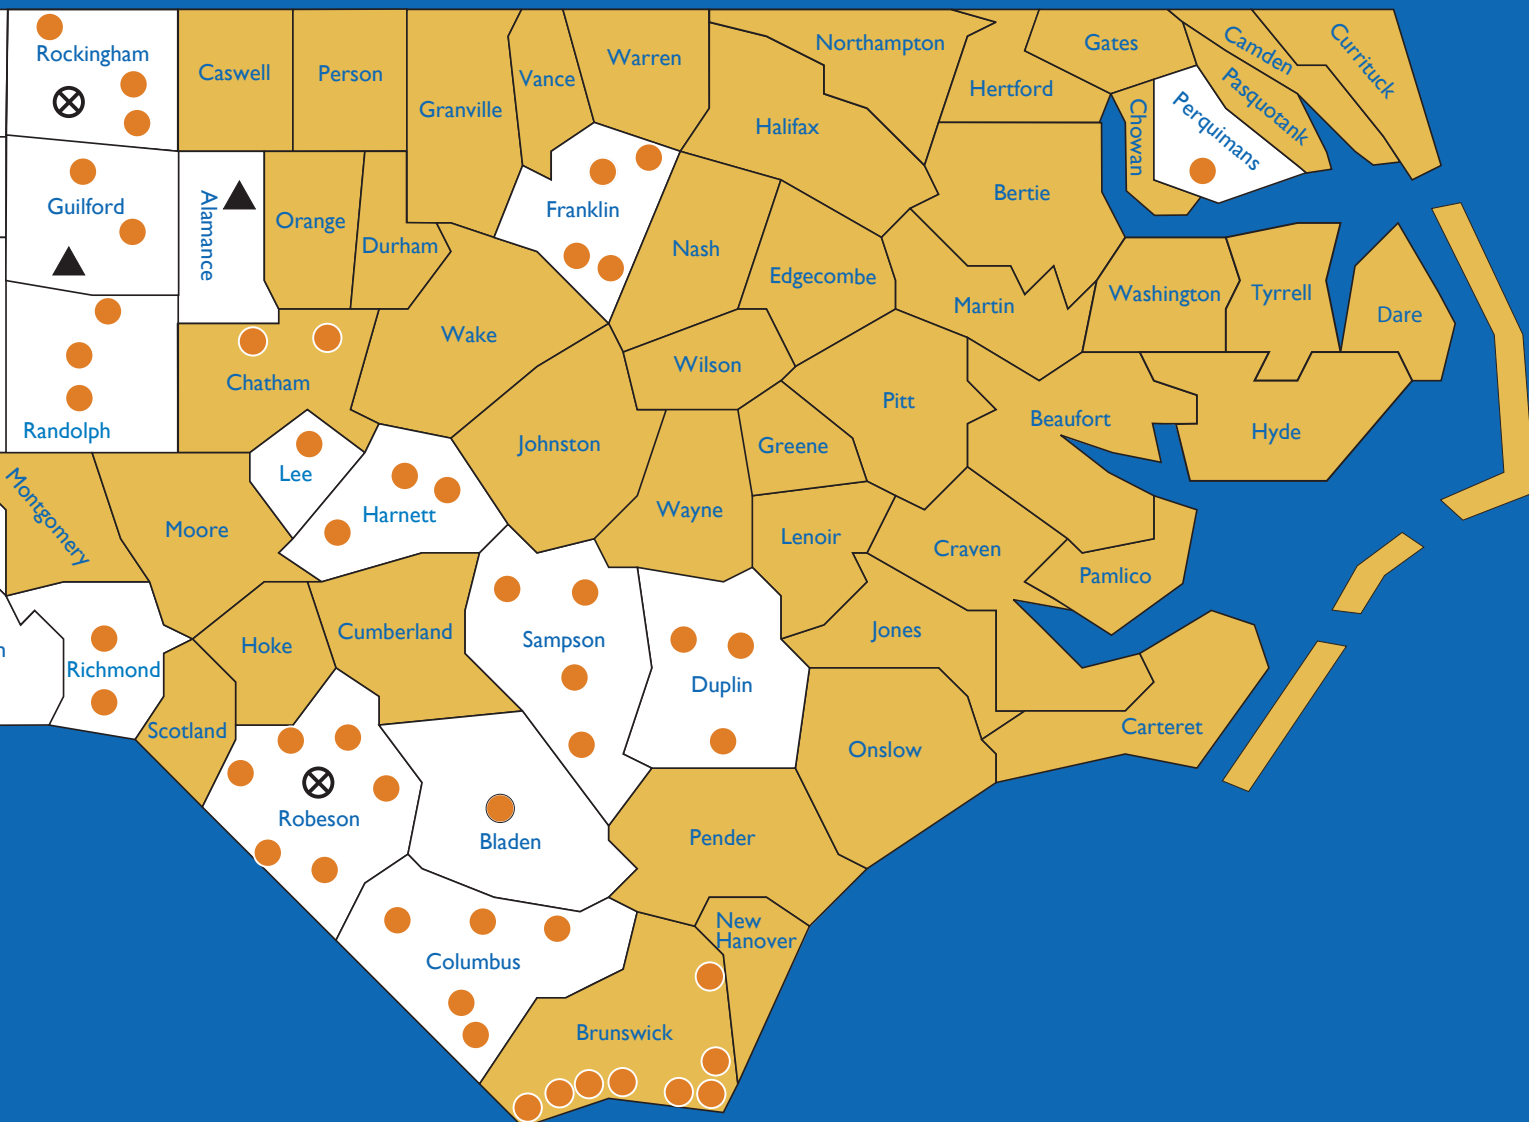 Rockingham
Caswell
Person
Granville
Vance
Warren
Northampton
Gates
Camden
Currituck
Hertford
Pasquotank
Perquimans
Chowan
Halifax
Guilford
Alamance
Orange
Durham
Franklin
Nash
Edgecombe
Bertie
Martin
Washington
Tyrrell
Dare
Randolph
Chatham
Wake
Wilson
Pitt
Beaufort
Hyde
Lee
Johnston
Greene
Montgomery
Moore
Harnett
Wayne
Lenoir
Craven
Pamlico
n
Richmond
Hoke
Cumberland
Sampson
Duplin
Jones
Scotland
Carteret
Onslow
Robeson
Bladen
Pender
New
Hanover
Columbus
Brunswick